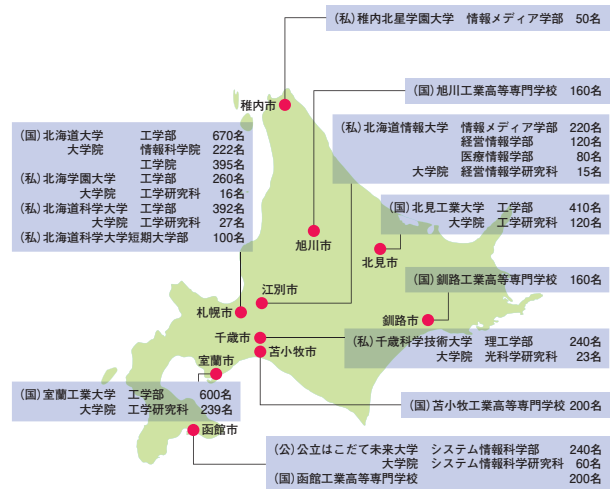 (私)稚内北星学園大学 情報メディア学部 50名
稚内市
(国)旭川工業高等専門学校 160名
(国)北海道大学 工学部 670名
大学院 情報科学院 222名
工学院 395名
(私)北海学園大学 工学部 260名
大学院 工学研究科 16名
(私)北海道科学大学 工学部 392名
大学院 工学研究科 27名
(私)北海道科学大学短期大学部 100名
(私)北海道情報大学 情報メディア学部 220名
経営情報学部 120名
医療情報学部 80名
大学院 経営情報学研究科 15名
(国)北見工業大学 工学部 410名
大学院 工学研究科 120名
旭川市
北見市
(国)釧路工業高等専門学校 160名
江別市
札幌市
釧路市
千歳市
(私)千歳科学技術大学 理工学部 240名
大学院 光科学研究科 23名
苫小牧市
室蘭市
(国)室蘭工業大学 工学部 600名
大学院 工学研究科 239名
(国)苫小牧工業高等専門学校 200名
函館市
(公)公立はこだて未来大学 システム情報科学部 240名
大学院 システム情報科学研究科 60名
(国)函館工業高等専門学校 200名